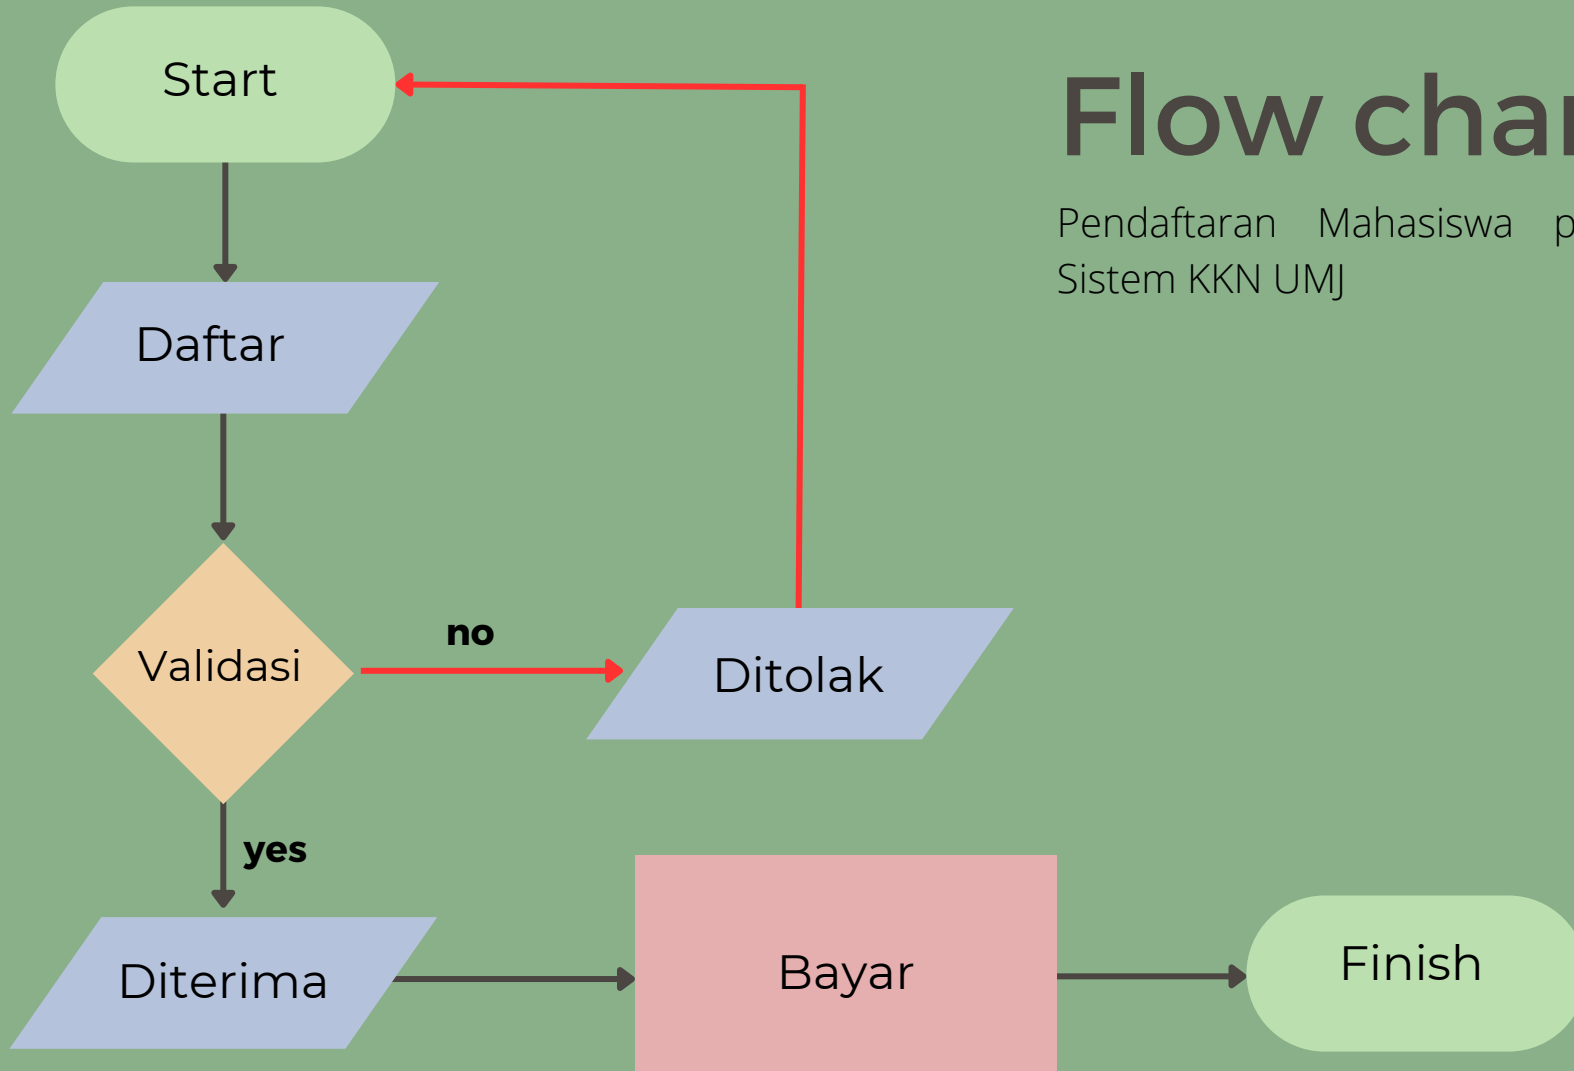 Start
Flow char
Pendaftaran Mahasiswa p
Sistem KKN UMJ
Daftar
Validasi
no
Ditolak
yes
Diterima
Bayar
Finish